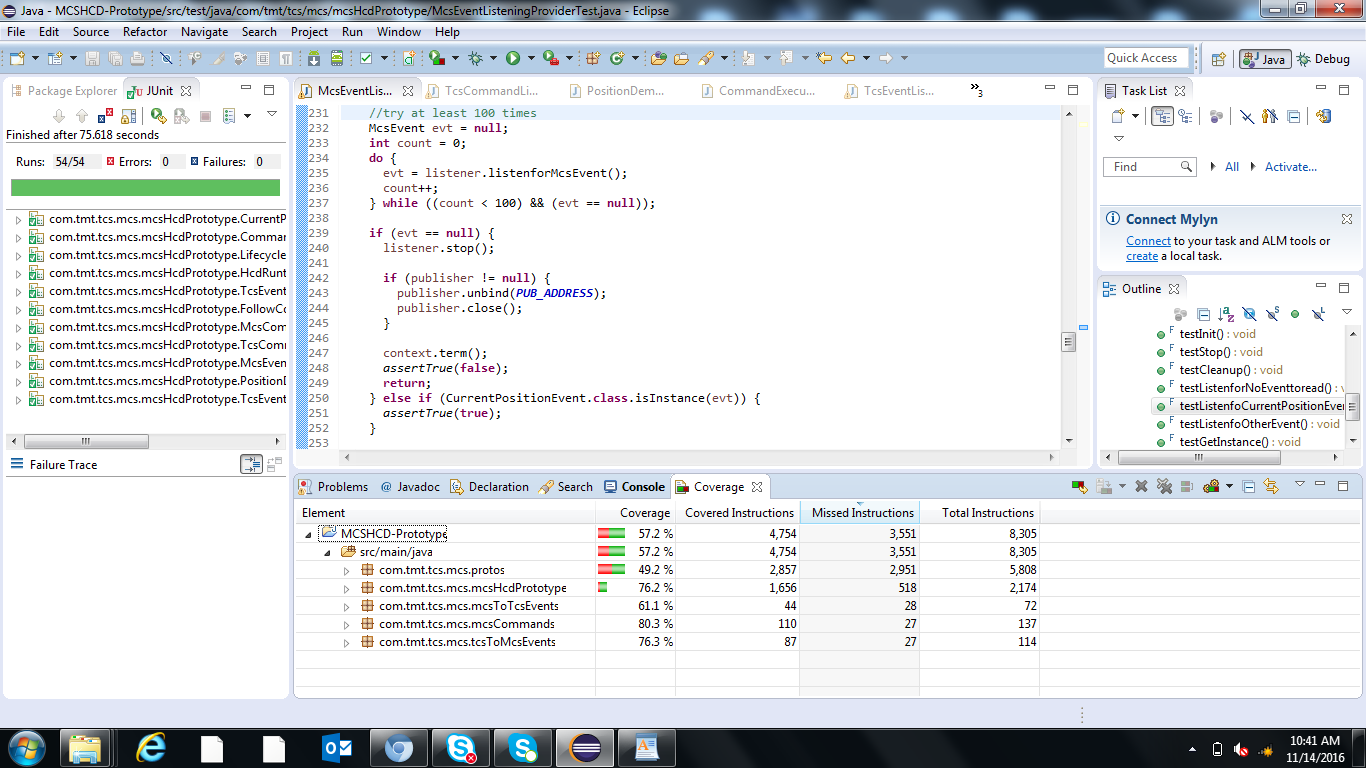 Java - MCSHCD-Prototype/src/test/java/com/tmt/tcs/mcs/mcsHcdPrototype/McsEventListeningProviderTest.java - Eclipse
File Edit Source Refactor Navigate Search Project Run Window Help
Quick Access Java Debug
Package Explorer JUnit
Finished after 75.618 seconds
Runs: 54/54 Errors: 0 Failures: 0
com.tmt.tcs.mcs.mcsHcdPrototype.CurrentP
com.tmt.tcs.mcs.mcsHcdPrototype.Comman
com.tmt.tcs.mcs.mcsHcdPrototype.Lifecycle
com.tmt.tcs.mcs.mcsHcdPrototype.HcdRunt
com.tmt.tcs.mcs.mcsHcdPrototype.TcsEvent
com.tmt.tcs.mcs.mcsHcdPrototype.FollowCo
com.tmt.tcs.mcs.mcsHcdPrototype.McsCom
com.tmt.tcs.mcs.mcsHcdPrototype.TcsComm
com.tmt.tcs.mcs.mcsHcdPrototype.McsEven
com.tmt.tcs.mcs.mcsHcdPrototype.PositionD
com.tmt.tcs.mcs.mcsHcdPrototype.TcsEvent
Failure Trace
McsEventLis... TcsCommandLi... PositionDem... CommandExecu... TcsEventLis... »3
231 //try at least 100 times
232 McsEvent evt = null;
233 int count = 0;
234 do {
235 evt = listener.listenforMcsEvent();
236 count++;
237 } while ((count < 100) && (evt == null));
238
239 if (evt == null) {
240 listener.stop();
241
242 if (publisher != null) {
243 publisher.unbind(PUB_ADDRESS);
244 publisher.close();
245 }
246
247 context.term();
248 assertTrue(false);
249 return;
250 } else if (CurrentPositionEvent.class.isInstance(evt)) {
251 assertTrue(true);
252 }
253
Task List
Find All Activate...
Connect Mylyn
Connect to your task and ALM tools or
create a local task.
Outline
testInit() : void
testStop() : void
testCleanup() : void
testListenforNoEventtoread() : v
testListenfoCurrentPositionEver
testListenfoOtherEvent() : void
testGetInstance() : void
Problems @ Javadoc Declaration Search Console Coverage
Element Coverage Covered Instructions Missed Instructions Total Instructions
MCSHCD-Prototype 57.2 % 4,754 3,551 8,305
src/main/java 57.2 % 4,754 3,551 8,305
com.tmt.tcs.mcs.protos 49.2 % 2,857 2,951 5,808
com.tmt.tcs.mcs.mcsHcdPrototype 76.2 % 1,656 518 2,174
com.tmt.tcs.mcs.mcsToTcsEvents 61.1 % 44 28 72
com.tmt.tcs.mcs.mcsCommands 80.3 % 110 27 137
com.tmt.tcs.mcs.tcsToMcsEvents 76.3 % 87 27 114
10:41 AM
11/14/2016